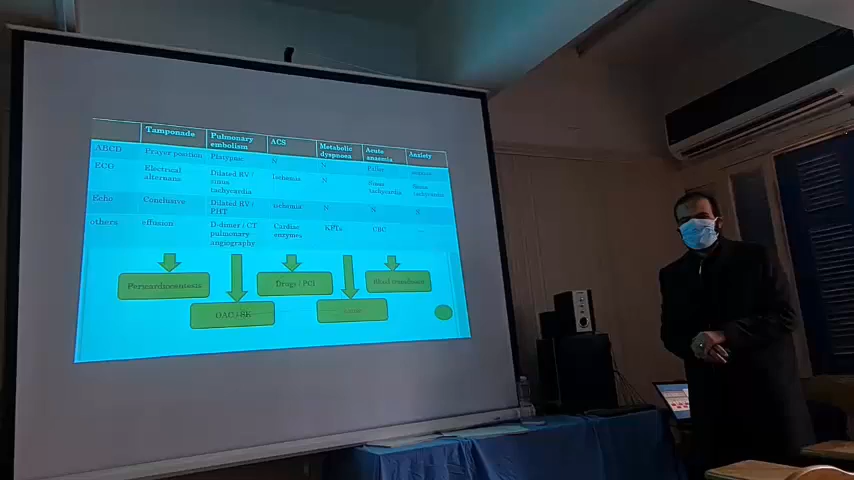 Tamponade Pulmonary embolism ACS Metabolic dyspnoea Acute anaemia Anxiety
ABCD Prayer position Platypnic N N Pallor
ECG Electrical alternans Dilated RV / sinus tachycardia Ischemia N Sinus tachycardia Sinus tachycardia
Echo Conclusive Dilated RV / PHT ischemia N N N
others effusion D-dimer / CT pulmonary angiography Cardiac enzymes KFTs CBC
Pericardiocentesis Drugs / PCI Blood transfusion
OAC / SK